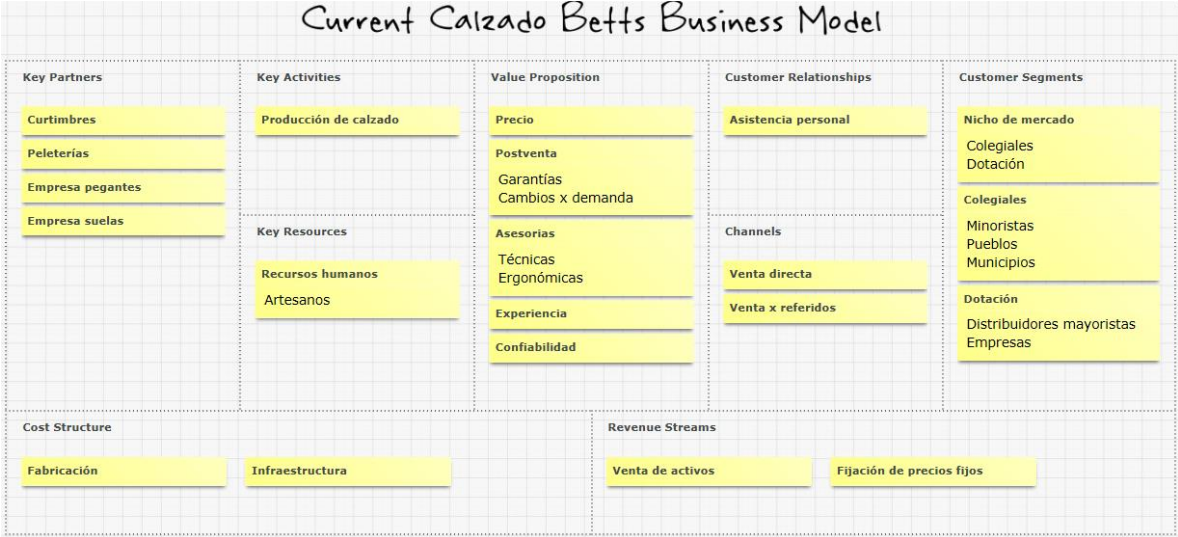 Current Calzado Betts Business Model
Key Partners
Curtimbres
Peleterías
Empresa pegantes
Empresa suelas
Key Activities
Producción de calzado
Key Resources
Recursos humanos
Artesanos
Value Proposition
Precio
Postventa
Garantías
Cambios x demanda
Asesorias
Técnicas
Ergonómicas
Experiencia
Confiabilidad
Customer Relationships
Asistencia personal
Channels
Venta directa
Venta x referidos
Customer Segments
Nicho de mercado
Colegiales
Dotación
Colegiales
Minoristas
Pueblos
Municipios
Dotación
Distribuidores mayoristas
Empresas
Cost Structure
Fabricación
Infraestructura
Revenue Streams
Venta de activos
Fijación de precios fijos